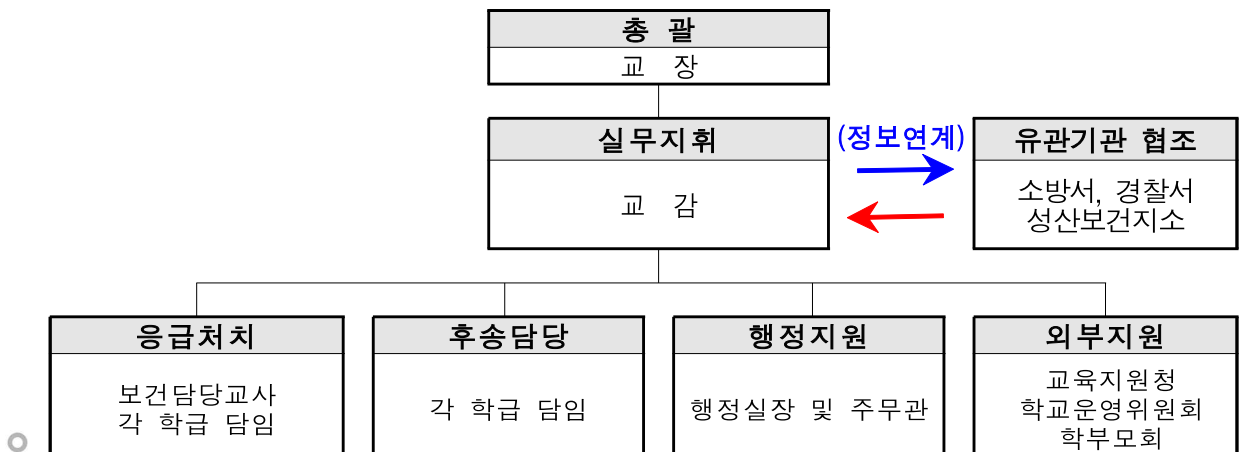 총 괄
교 장
실무지휘
교 감
(정보연계)
유관기관 협조
소방서, 경찰서
성산보건지소
응급처치
보건담당교사
각 학급 담임
후송담당
각 학급 담임
행정지원
행정실장 및 주무관
외부지원
교육지원청
학교운영위원회
학부모회